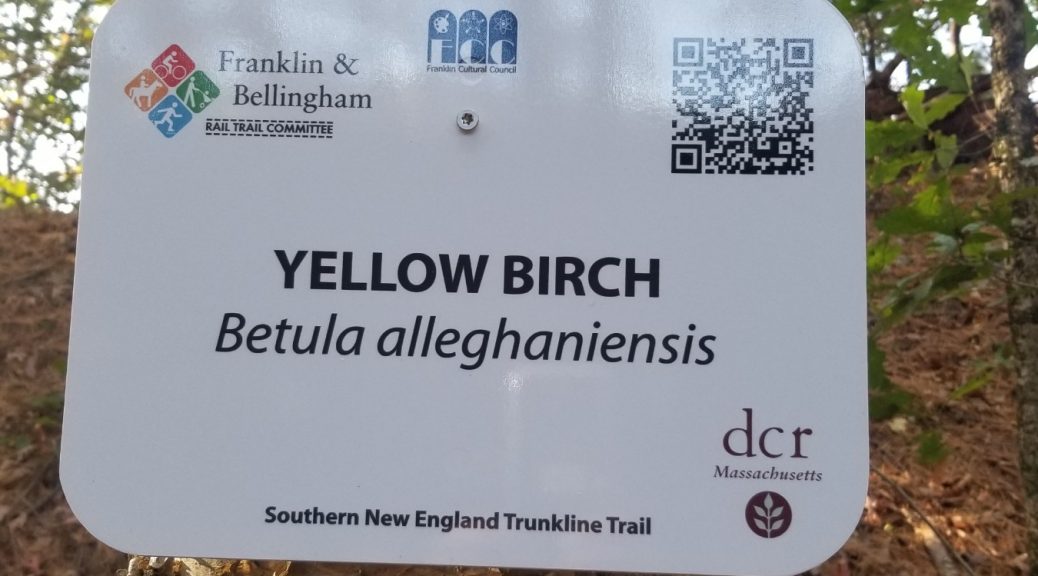 Franklin &
Bellingham
RAIL TRAIL COMMITTEE
FCC
Franklin Cultural Council
YELLOW BIRCH
Betula alleghaniensis
dcr
Massachusetts
Southern New England Trunkline Trail